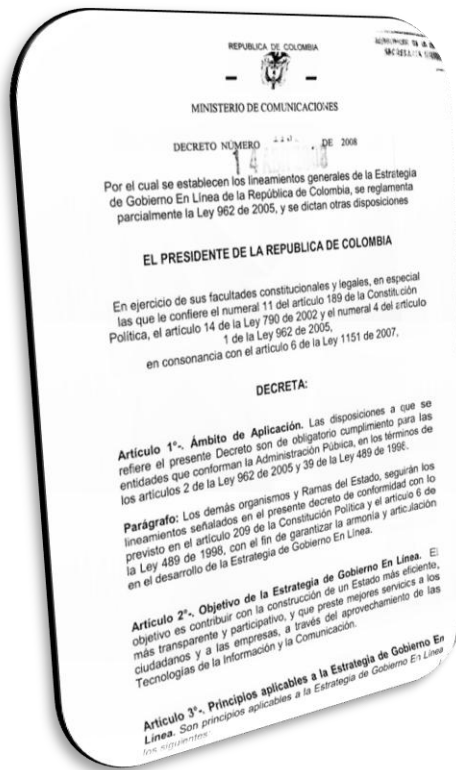 REPUBLICA DE COLOMBIA
MINISTERIO DE COMUNICACIONES
DECRETO NÚMERO DE 2008
Por el cual se establecen los lineamientos generales de la Estrategia
de Gobierno En Línea de la República de Colombia, se reglamenta
parcialmente la Ley 962 de 2005, y se dictan otras disposiciones
EL PRESIDENTE DE LA REPUBLICA DE COLOMBIA
En ejercicio de sus facultades constitucionales y legales, en especial
las que le confiere el numeral 11 del artículo 189 de la Constitución
Política, el artículo 14 de la Ley 790 de 2002 y el numeral 4 del artículo
1 de la Ley 962 de 2005,
en consonancia con el artículo 6 de la Ley 1151 de 2007,
DECRETA:
Artículo 1°-. Ámbito de Aplicación. Las disposiciones a que se
refiere el presente Decreto son de obligatorio cumplimiento para las
entidades que conforman la Administración Pública, en los términos de
los artículos 2 de la Ley 962 de 2005 y 39 de la Ley 489 de 1998.
Parágrafo: Los demás organismos y Ramas del Estado, seguirán los
lineamientos señalados en el presente decreto de conformidad con lo
previsto en el artículo 209 de la Constitución Política y el artículo 6 de
la Ley 489 de 1998, con el fin de garantizar la armonía y articulación
en el desarrollo de la Estrategia de Gobierno En Línea.
Artículo 2°-. Objetivo de la Estrategia de Gobierno En Línea. El
objetivo es contribuir con la construcción de un Estado más eficiente,
más transparente y participativo, y que preste mejores servicios a los
ciudadanos y a las empresas, a través del aprovechamiento de las
Tecnologías de la Información y la Comunicación.
Artículo 3°-. Principios aplicables a la Estrategia de Gobierno En
Línea. Son principios aplicables a la Estrategia de Gobierno En Línea
los siguientes: